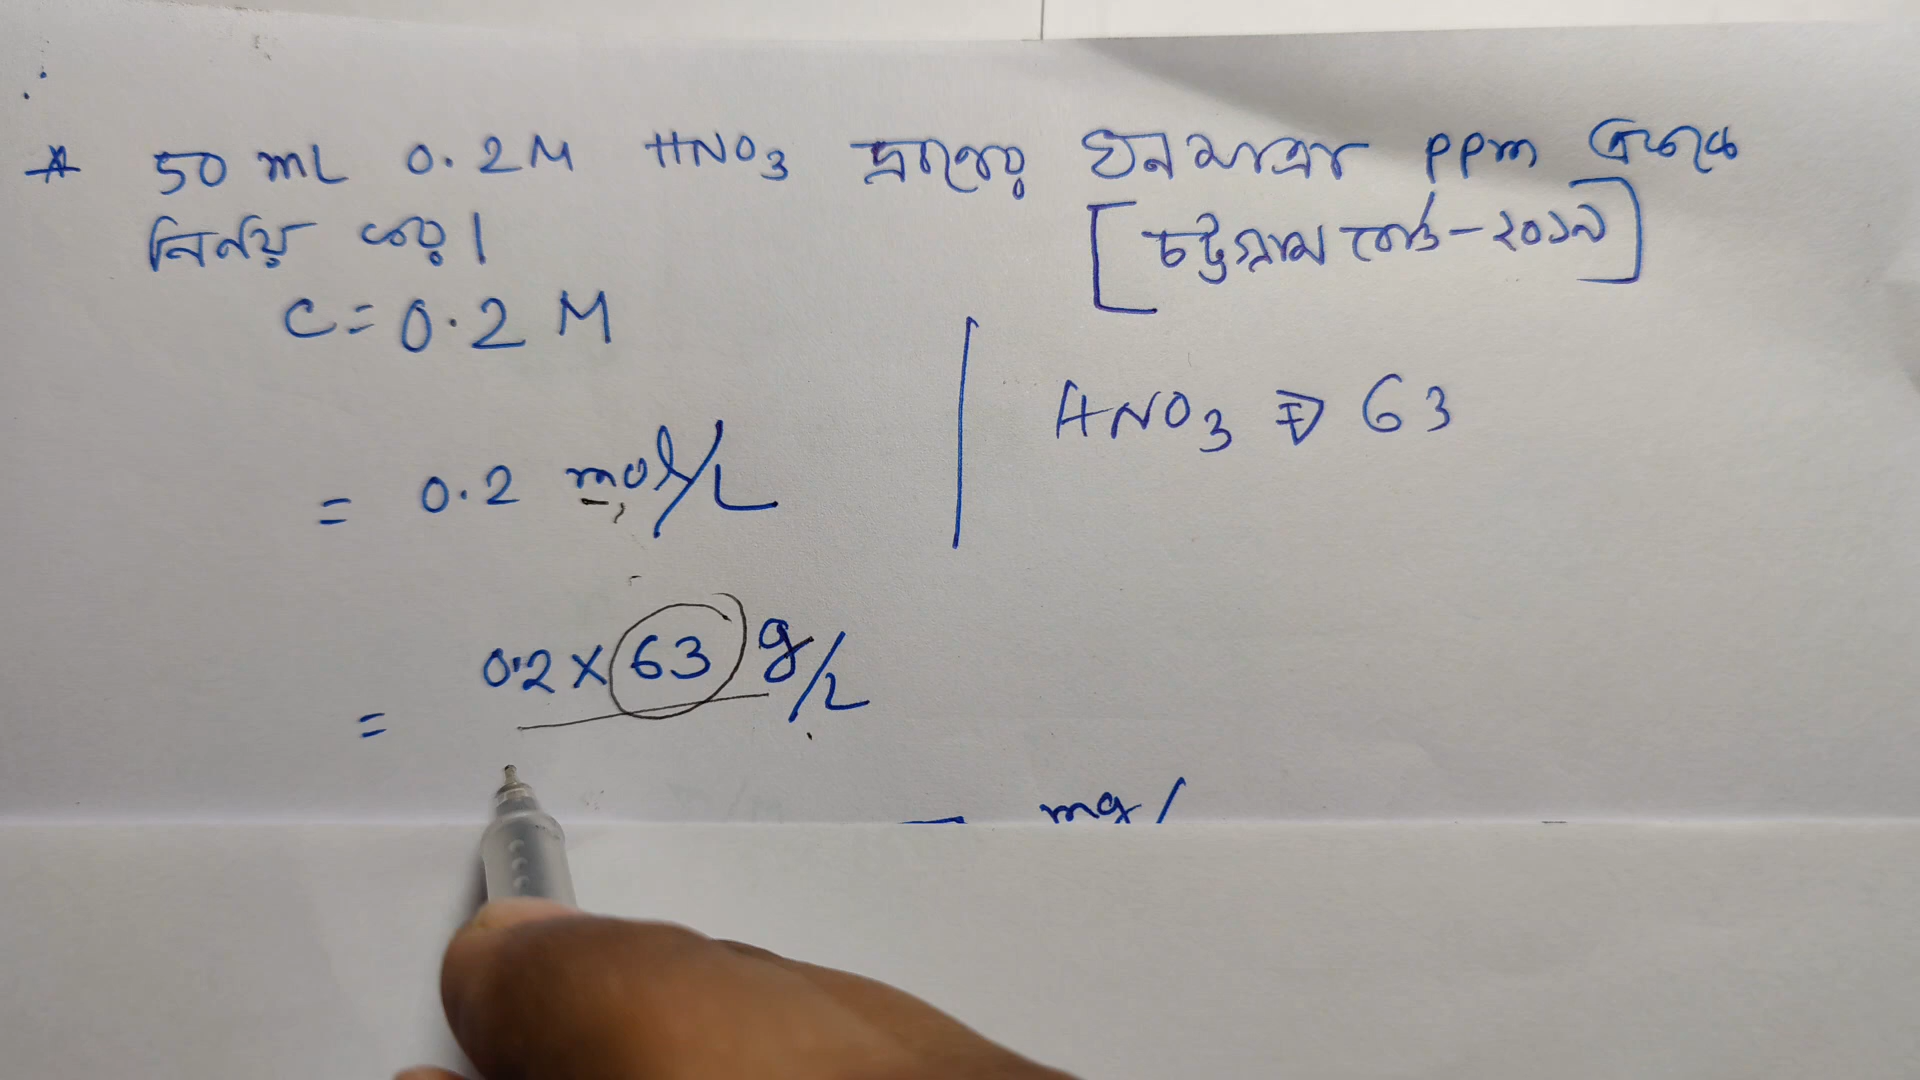 * 50 mL 0.2M HNO3 দ্রবণের ঘনমাত্রা ppm এককে
নির্ণয় কর।
[চট্টগ্রাম বোর্ড-২০১৯]
C = 0.2 M
HNO3 ⇒ 63
= 0.2 mol/L
= 0.2 x 63 g/L
mg/